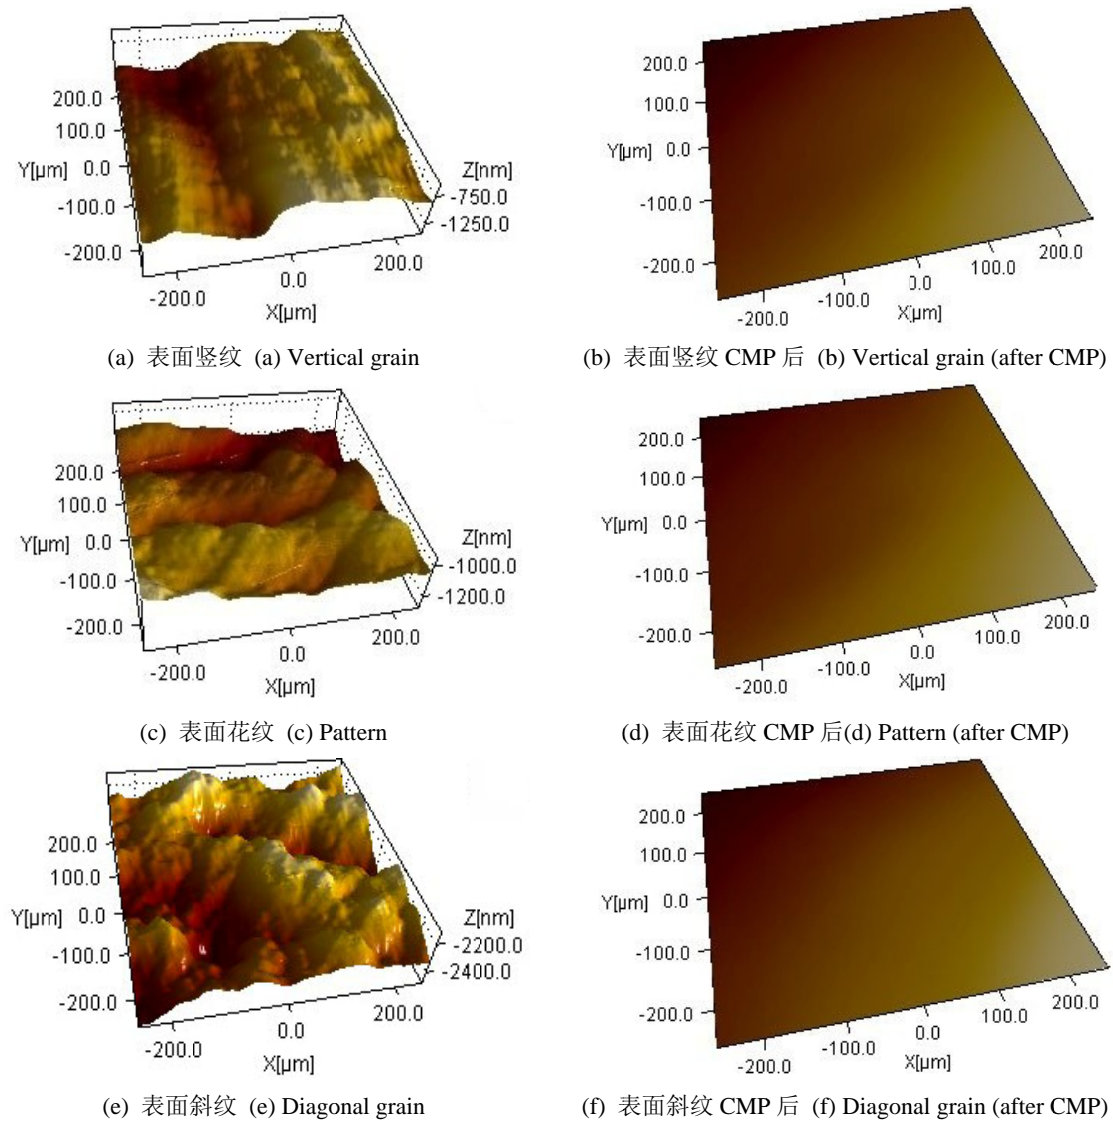 200.0
100.0
Y[µm] 0.0
-100.0
-200.0
-200.0
0.0
200.0
X[µm]
Z[nm]
-750.0
-1250.0
200.0
100.0
Y[µm] 0.0
-100.0
-200.0
-200.0
-100.0
0.0
100.0
200.0
X[µm]
(a) 表面竖纹 (a) Vertical grain
(b) 表面竖纹 CMP 后 (b) Vertical grain (after CMP)
200.0
100.0
Y[µm] 0.0
-100.0
-200.0
-200.0
0.0
200.0
X[µm]
Z[nm]
-1000.0
-1200.0
200.0
100.0
Y[µm] 0.0
-100.0
-200.0
-200.0
-100.0
0.0
100.0
200.0
X[µm]
(c) 表面花纹 (c) Pattern
(d) 表面花纹 CMP 后(d) Pattern (after CMP)
200.0
100.0
Y[µm] 0.0
-100.0
-200.0
-200.0
0.0
200.0
X[µm]
Z[nm]
-2200.0
-2400.0
200.0
100.0
Y[µm] 0.0
-100.0
-200.0
-200.0
-100.0
0.0
100.0
200.0
X[µm]
(e) 表面斜纹 (e) Diagonal grain
(f) 表面斜纹 CMP 后 (f) Diagonal grain (after CMP)